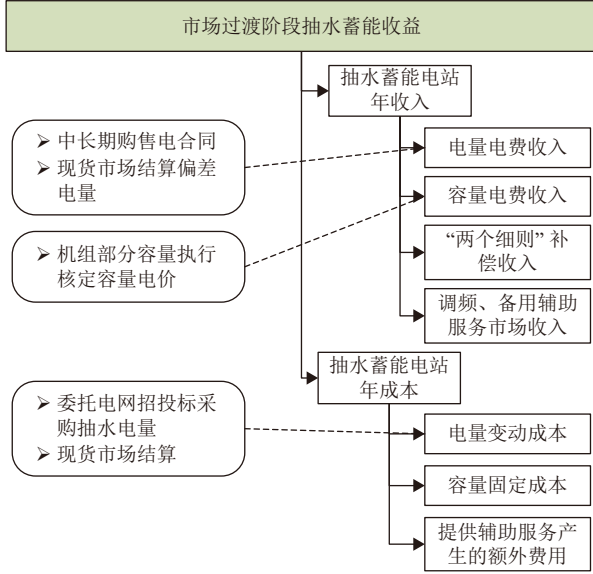 市场过渡阶段抽水蓄能收益
抽水蓄能电站
年收入
➢ 中长期购售电合同
➢ 现货市场结算偏差
电量
电量电费收入
容量电费收入
➢ 机组部分容量执行
核定容量电价
“两个细则” 补
偿收入
调频、备用辅助
服务市场收入
抽水蓄能电站
年成本
➢ 委托电网招投标采
购抽水电量
➢ 现货市场结算
电量变动成本
容量固定成本
提供辅助服务产
生的额外费用